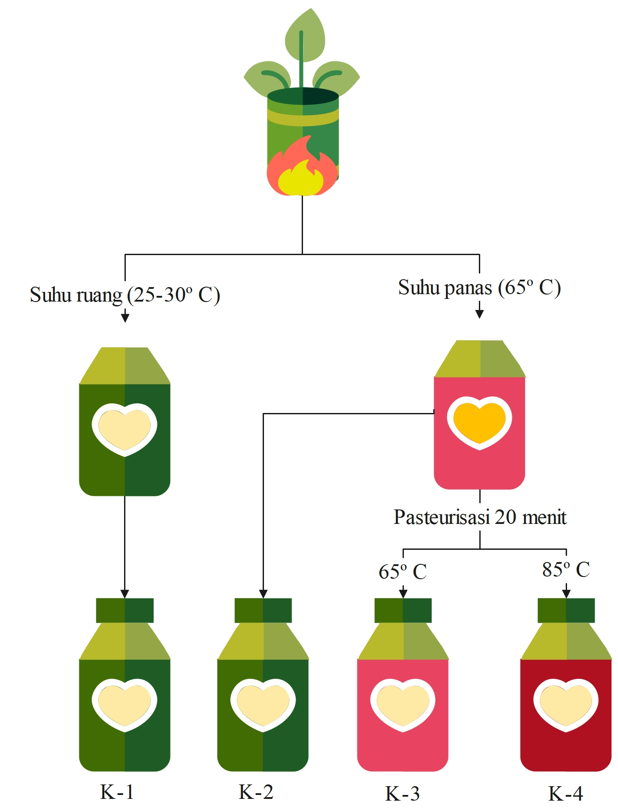 Suhu ruang (25-30º C)
Suhu panas (65º C)
Pasteurisasi 20 menit
65º C
85º C
K-1
K-2
K-3
K-4